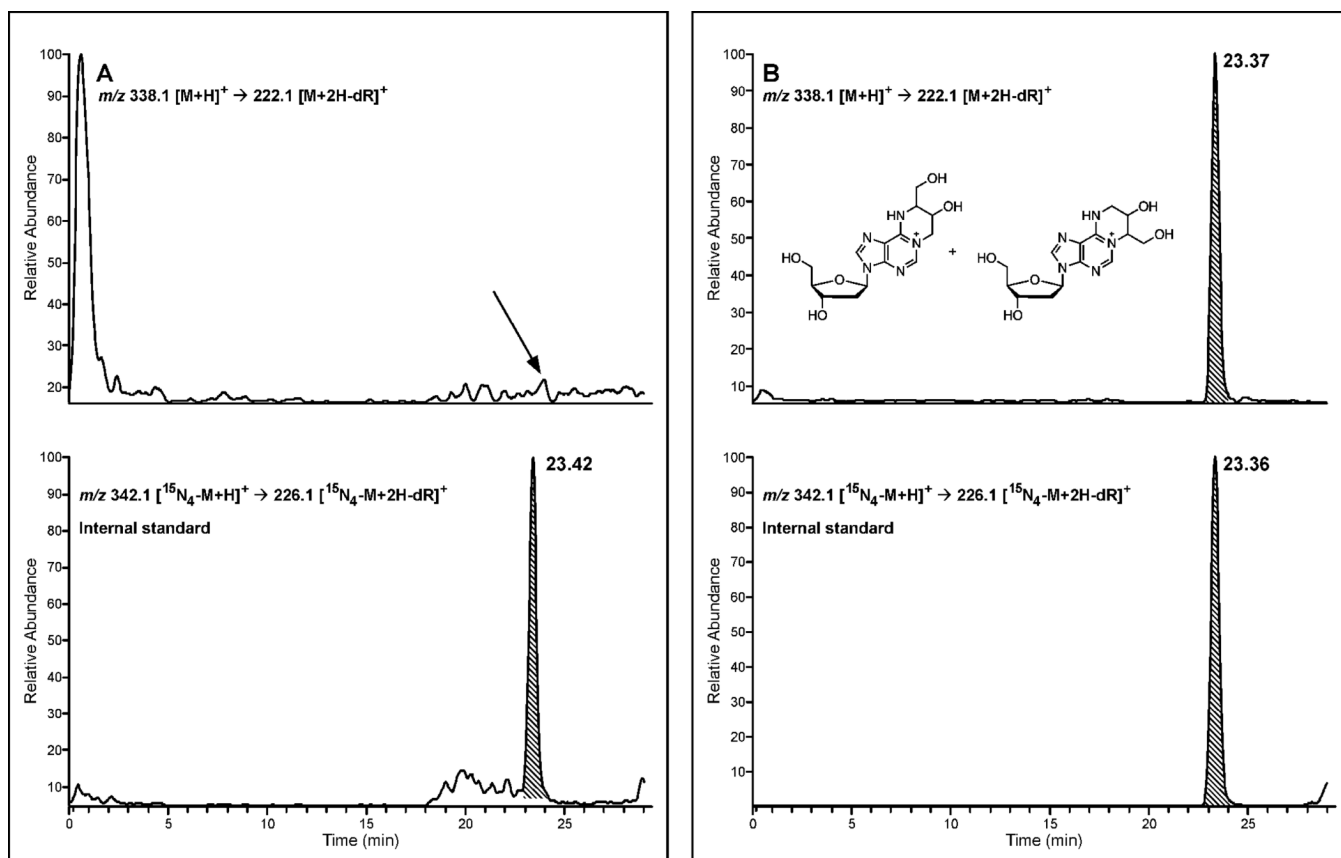 A
m/z 338.1 [M+H]+ → 222.1 [M+2H-dR]+
100
90
80
70
60
50
40
30
20
Relative Abundance
23.42
m/z 342.1 [15N4-M+H]+ → 226.1 [15N4-M+2H-dR]+
Internal standard
100
90
80
70
60
50
40
30
20
10
Relative Abundance
0 5 10 15 20 25
Time (min)
B
23.37
m/z 338.1 [M+H]+ → 222.1 [M+2H-dR]+
100
90
80
70
60
50
40
30
20
10
Relative Abundance
OH
HN
OH
N
N
N+
N
N
HO
O
HO
+
HN
OH
OH
N
N
N+
N
N
HO
O
HO
23.36
m/z 342.1 [15N4-M+H]+ → 226.1 [15N4-M+2H-dR]+
Internal standard
100
90
80
70
60
50
40
30
20
10
Relative Abundance
0 5 10 15 20 25
Time (min)